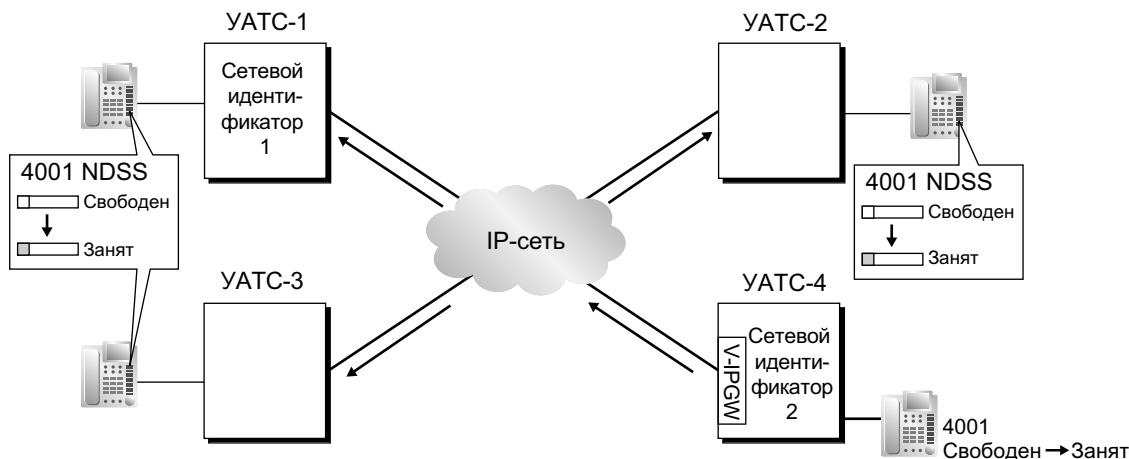 УАТС-1
Сетевой
иденти-
фикатор
1
4001 NDSS
Свободен
Занят
УАТС-2
4001 NDSS
Свободен
Занят
IP-сеть
УАТС-3
УАТС-4
V-IPGW
Сетевой
иденти-
фикатор
2
4001
Свободен → Занят